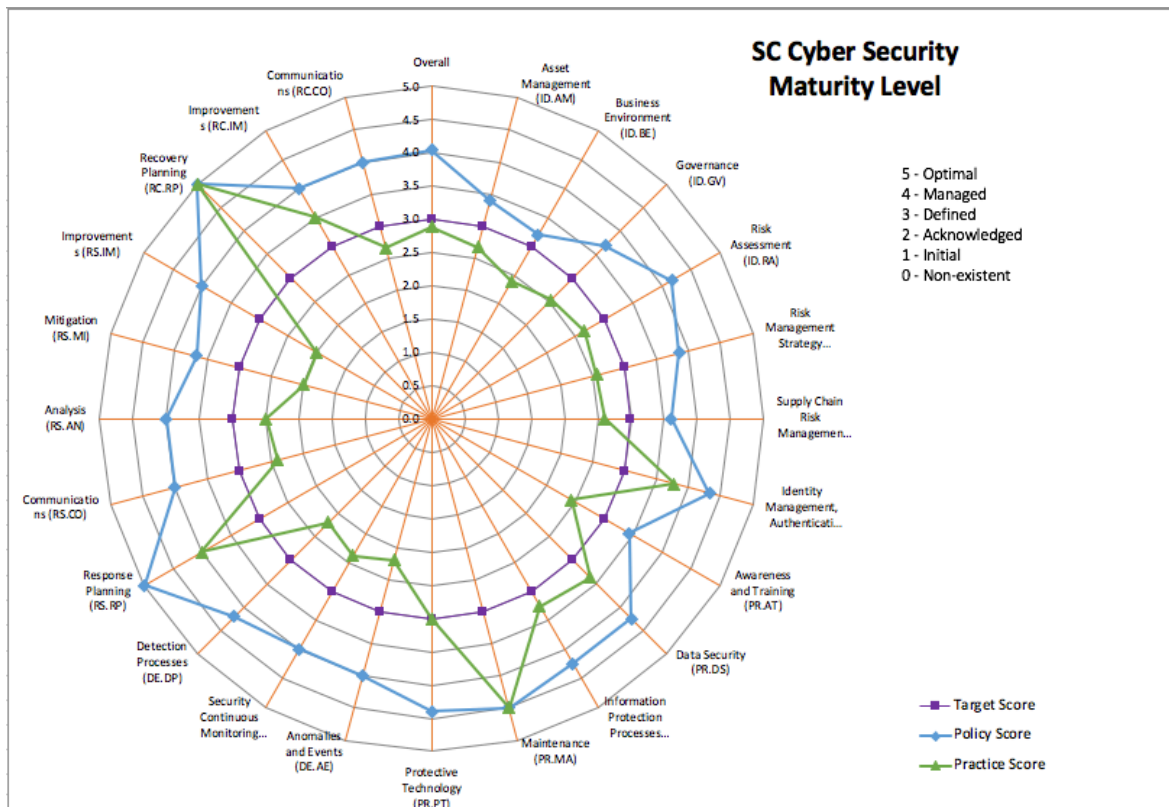 SC Cyber Security
Maturity Level
5 - Optimal
4 - Managed
3 - Defined
2 - Acknowledged
1 - Initial
0 - Non-existent
Overall
Asset
Management
(ID.AM)
Business
Environment
(ID.BE)
Governance
(ID.GV)
Risk
Assessment
(ID.RA)
Risk
Management
Strategy...
Supply Chain
Risk
Managemen...
Identity
Management,
Authenticati...
Awareness
and Training
(PR.AT)
Data Security
(PR.DS)
Information
Protection
Processes...
Maintenance
(PR.MA)
Protective
Technology
(PR.PT)
Anomalies
and Events
(DE.AE)
Security
Continuous
Monitoring...
Detection
Processes
(DE.DP)
Response
Planning
(RS.RP)
Communicatio
ns (RS.CO)
Analysis
(RS.AN)
Mitigation
(RS.MI)
Improvement
s (RS.IM)
Recovery
Planning
(RC.RP)
Improvement
s (RC.IM)
Communicatio
ns (RC.CO)
5.0
4.5
4.0
3.5
3.0
2.5
2.0
1.5
1.0
0.5
0.0
Target Score
Policy Score
Practice Score